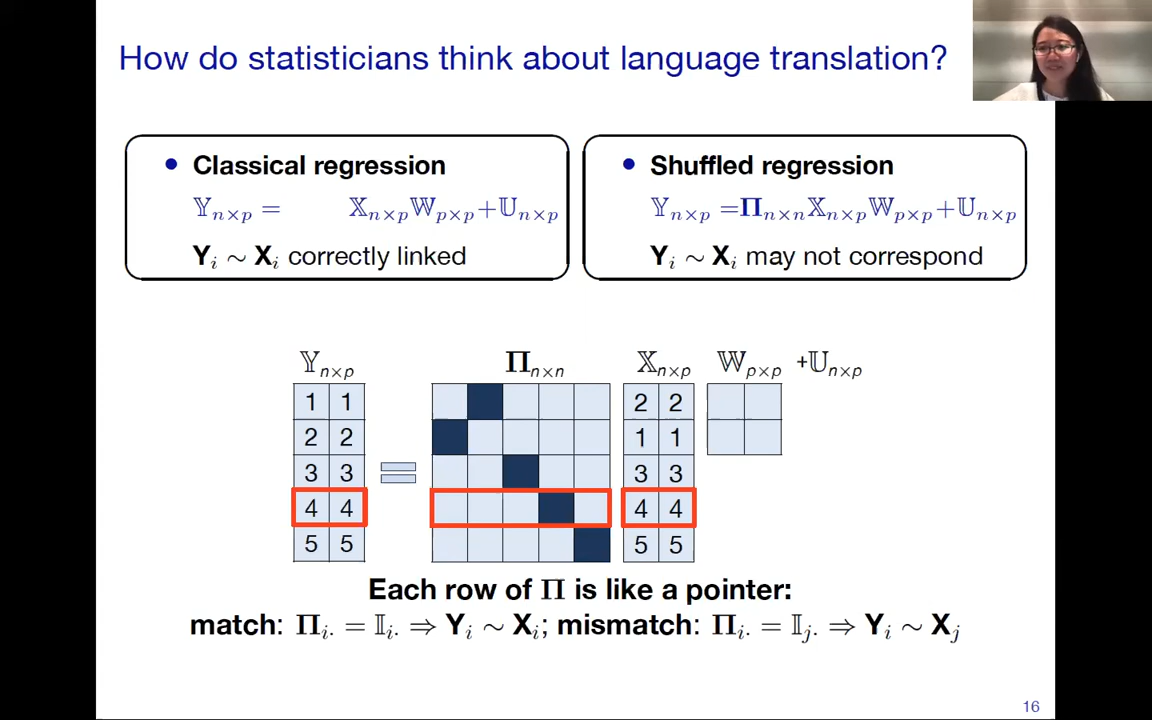 How do statisticians think about language translation?
• Classical regression
𝕐n×p = 𝕏n×p𝕎p×p+𝕌n×p
Yi ∼ Xi correctly linked
• Shuffled regression
𝕐n×p =Πn×n𝕏n×p𝕎p×p+𝕌n×p
Yi ∼ Xi may not correspond
𝕐n×p Πn×n 𝕏n×p 𝕎p×p +𝕌n×p
1 1 2 2
2 2 1 1
3 3 = 3 3
4 4 4 4
5 5 5 5
Each row of Π is like a pointer:
match: Πi. = 𝕀i. ⇒ Yi ∼ Xi; mismatch: Πi. = 𝕀j. ⇒ Yi ∼ Xj
16